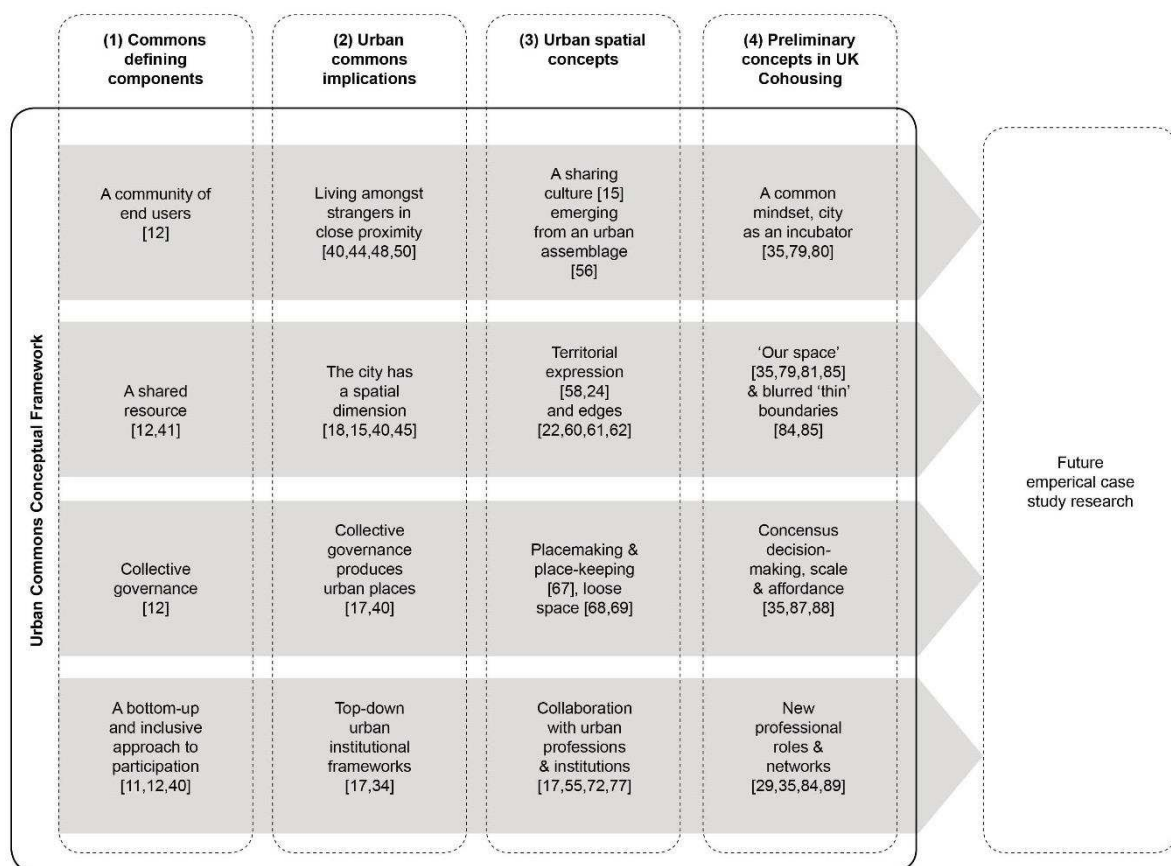 (1) Commons
defining
components
(2) Urban
commons
implications
(3) Urban spatial
concepts
(4) Preliminary
concepts in UK
Cohousing
Urban Commons Conceptual Framework
A community of
end users
[12]
Living amongst
strangers in
close proximity
[40,44,48,50]
A sharing
culture [15]
emerging
from an urban
assemblage
[56]
A common
mindset, city
as an incubator
[35,79,80]
A shared
resource
[12,41]
The city has
a spatial
dimension
[18,15,40,45]
Territorial
expression
[58,24]
and edges
[22,60,61,62]
‘Our space’
[35,79,81,85]
& blurred ‘thin’
boundaries
[84,85]
Collective
governance
[12]
Collective
governance
produces
urban places
[17,40]
Placemaking &
place-keeping
[67], loose
space [68,69]
Concensus
decision-
making, scale
& affordance
[35,87,88]
A bottom-up
and inclusive
approach to
participation
[11,12,40]
Top-down
urban
institutional
frameworks
[17,34]
Collaboration
with urban
professions
& institutions
[17,55,72,77]
New
professional
roles &
networks
[29,35,84,89]
Future
emperical case
study research